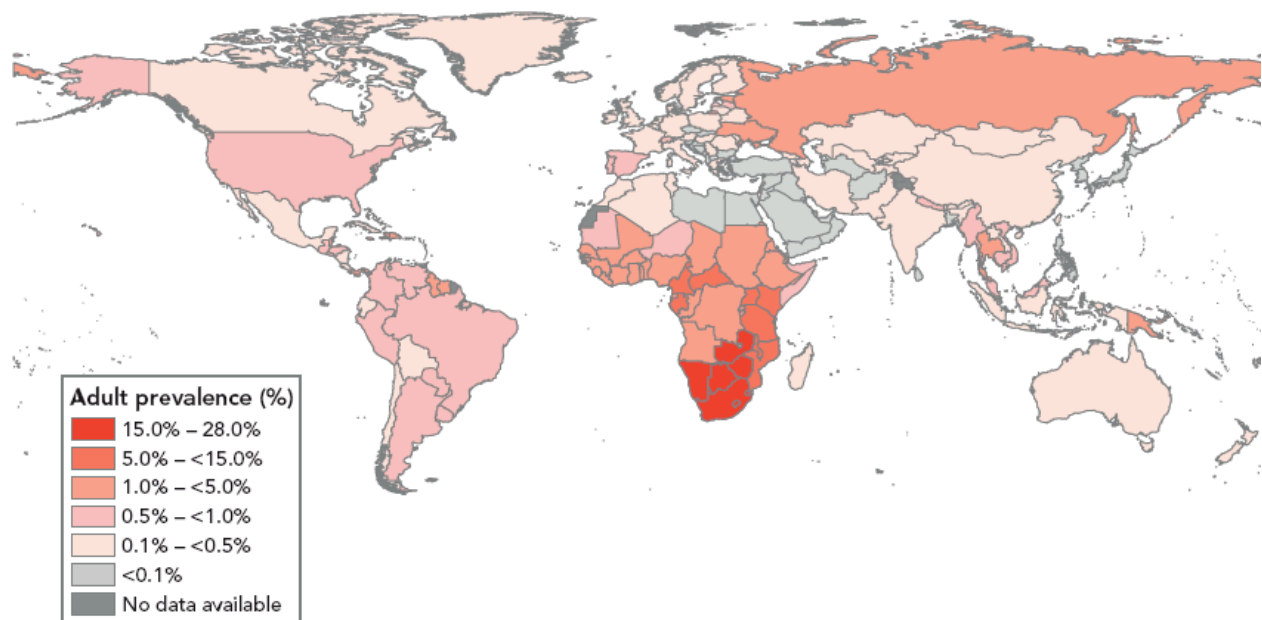 Adult prevalence (%)
15.0% – 28.0%
5.0% – <15.0%
1.0% – <5.0%
0.5% – <1.0%
0.1% – <0.5%
<0.1%
No data available